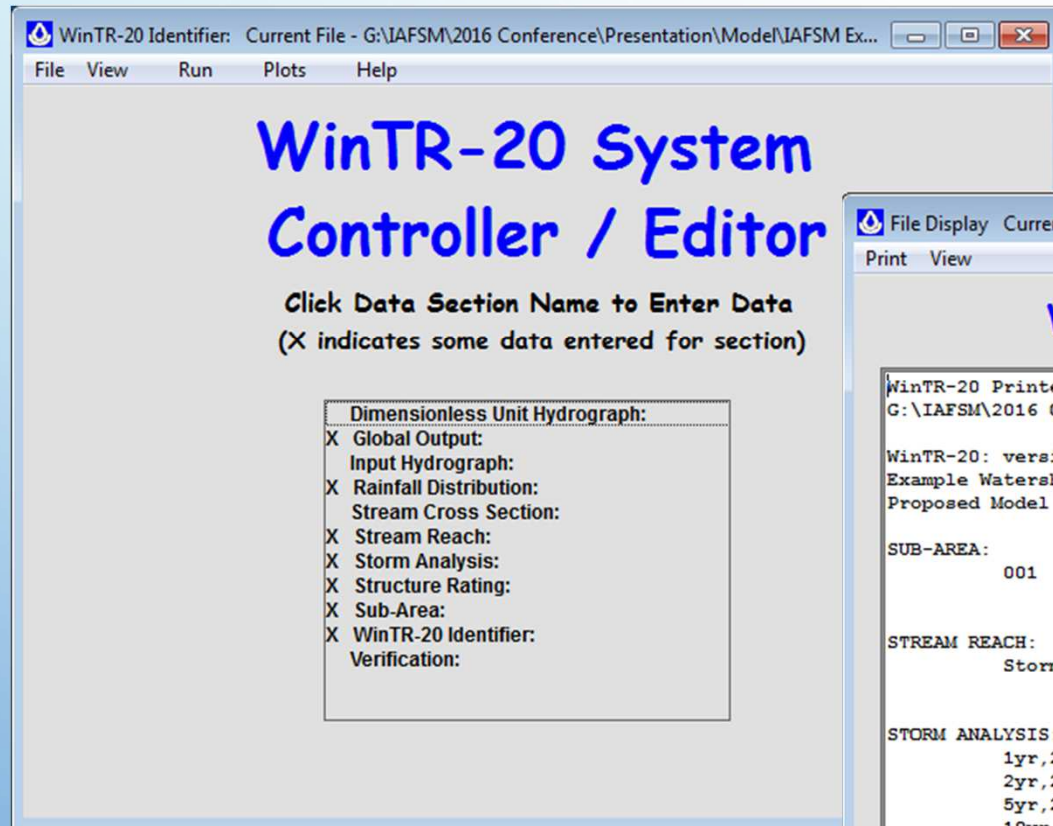 WinTR-20 Identifier: Current File - G:\IAFSM\2016 Conference\Presentation\Model\IAFSM Ex...
File View Run Plots Help
WinTR-20 System
Controller / Editor
Click Data Section Name to Enter Data
(X indicates some data entered for section)
Dimensionless Unit Hydrograph:
X Global Output:
Input Hydrograph:
X Rainfall Distribution:
Stream Cross Section:
X Stream Reach:
X Storm Analysis:
X Structure Rating:
X Sub-Area:
X WinTR-20 Identifier:
Verification:
File Display
Print View
WinTR-20
G:\IAFSM\2016
WinTR-20:
Example
Proposed Model
SUB-AREA:
001
STREAM REACH:
STORM ANALYSIS
1yr,
2yr,
5yr,